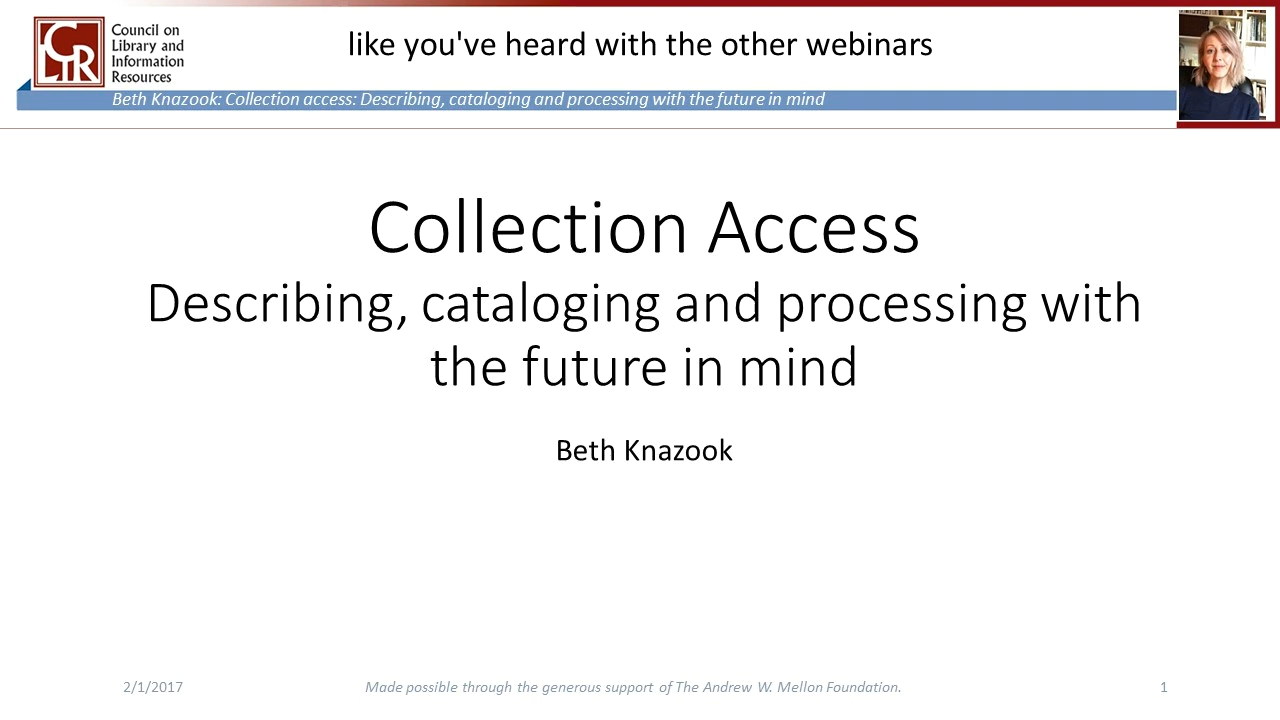 CLIR
Council on
Library and
Information
Resources
like you've heard with the other webinars
Beth Knazook: Collection access: Describing, cataloging and processing with the future in mind
Collection Access
Describing, cataloging and processing with
the future in mind
Beth Knazook
2/1/2017
Made possible through the generous support of The Andrew W. Mellon Foundation.
1